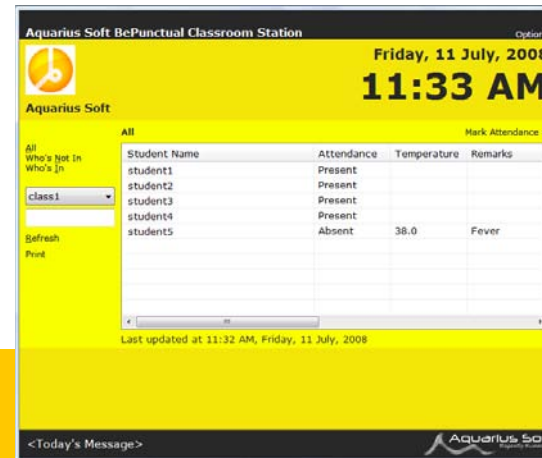 Aquarius Soft BePunctual Classroom Station
Option
Friday, 11 July, 2008
11:33 AM
Aquarius Soft
All
Who's Not In
Who's In
class1
Refresh
Print
All
Mark Attendance
Student Name Attendance Temperature Remarks
student1 Present
student2 Present
student3 Present
student4 Present
student5 Absent 38.0 Fever
Last updated at 11:32 AM, Friday, 11 July, 2008
<Today's Message>
Aquarius So